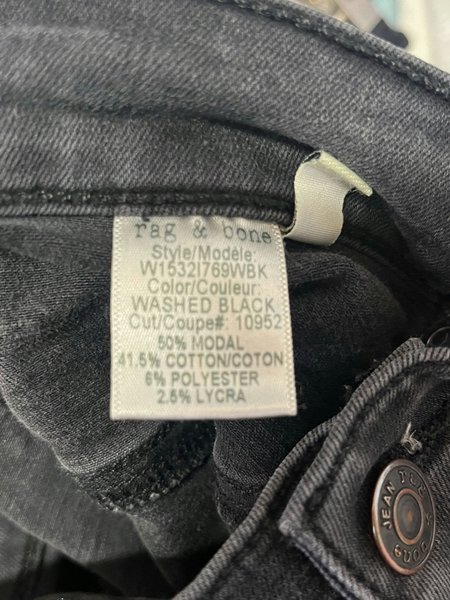 rag & bone
Style/Modèle:
W1532I769WBK
Color/Couleur:
WASHED BLACK
Cut/Coupe#: 10952
50% MODAL
41.5% COTTON/COTON
6% POLYESTER
2.5% LYCRA
JEAN